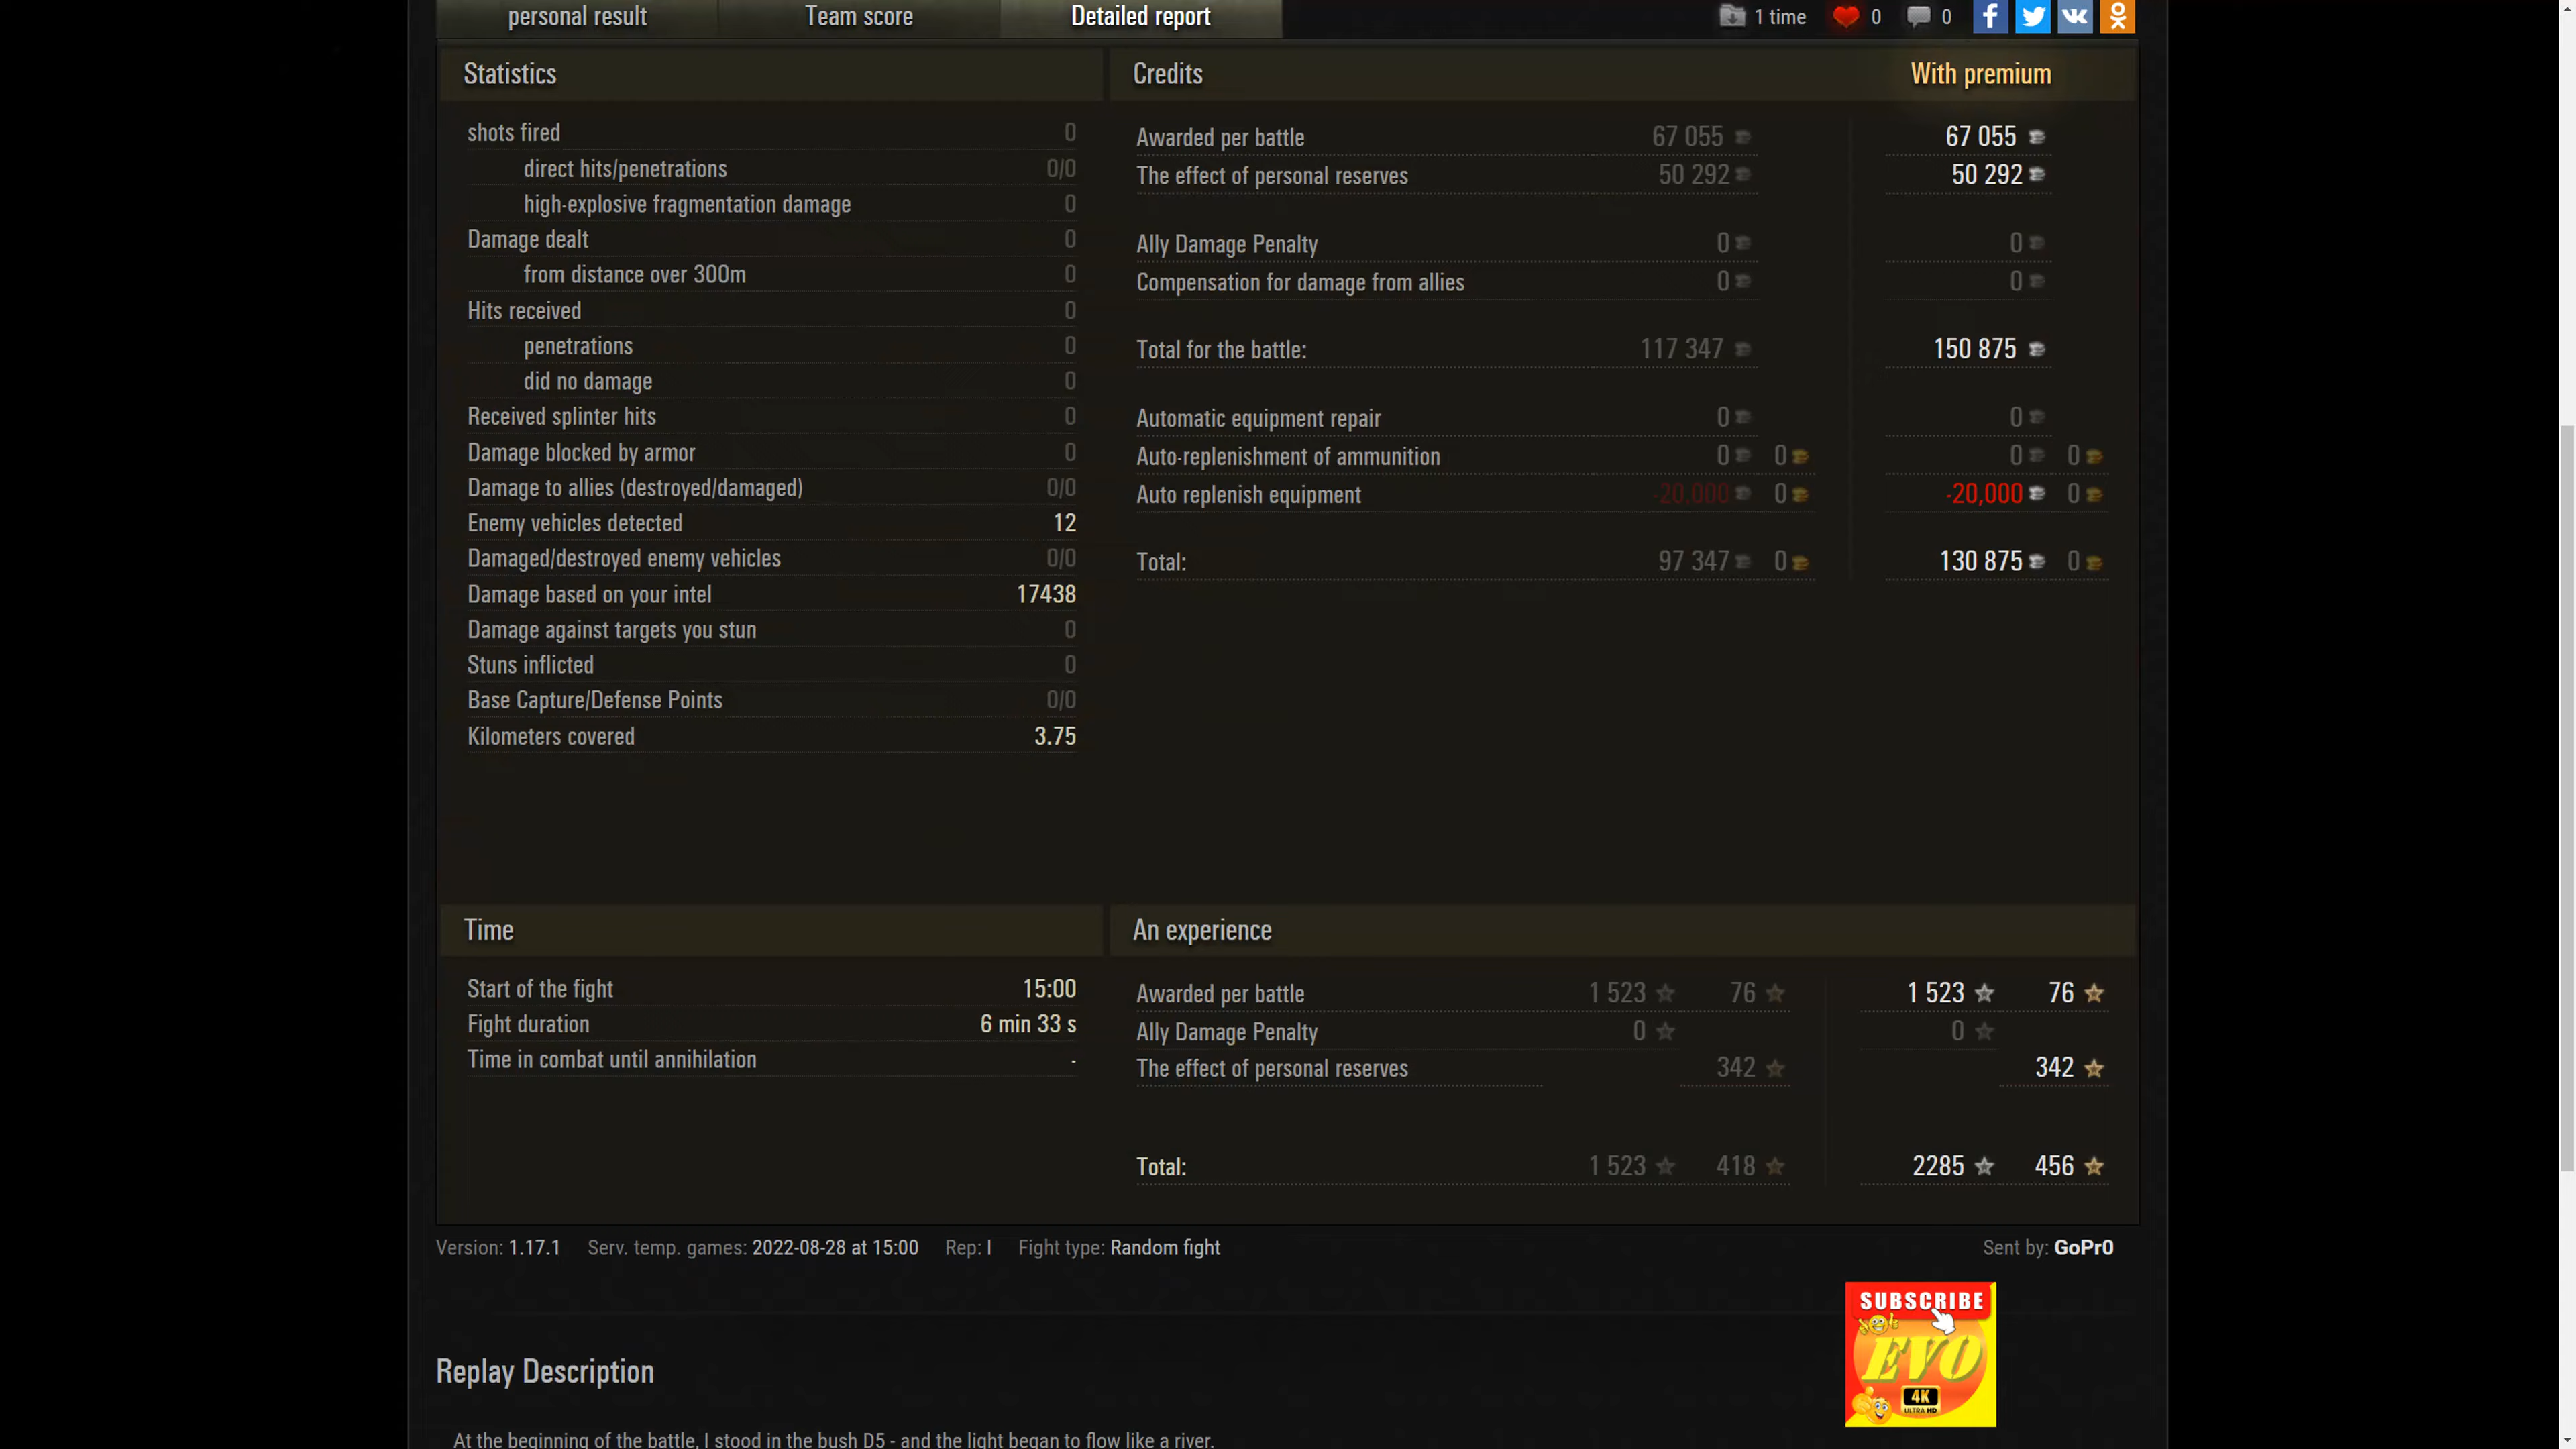 personal result Team score Detailed report 1 time 0 0
Statistics
shots fired 0
direct hits/penetrations 0/0
high-explosive fragmentation damage 0
Damage dealt 0
from distance over 300m 0
Hits received 0
penetrations 0
did no damage 0
Received splinter hits 0
Damage blocked by armor 0
Damage to allies (destroyed/damaged) 0/0
Enemy vehicles detected 12
Damaged/destroyed enemy vehicles 0/0
Damage based on your intel 17438
Damage against targets you stun 0
Stuns inflicted 0
Base Capture/Defense Points 0/0
Kilometers covered 3.75
Credits With premium
Awarded per battle 67 055 67 055
The effect of personal reserves 50 292 50 292
Ally Damage Penalty 0 0
Compensation for damage from allies 0 0
Total for the battle: 117 347 150 875
Automatic equipment repair 0 0
Auto-replenishment of ammunition 0 0 0 0
Auto replenish equipment -20.000 0 -20,000 0
Total: 97 347 0 130 875 0
Time
Start of the fight 15:00
Fight duration 6 min 33 s
Time in combat until annihilation -
An experience
Awarded per battle 1 523 76 1 523 76
Ally Damage Penalty 0 0
The effect of personal reserves 342 342
Total: 1 523 418 2285 456
Version: 1.17.1 Serv. temp. games: 2022-08-28 at 15:00 Rep: I Fight type: Random fight Sent by: GoPr0
SUBSCRIBE
EVO
4K
ULTRA HD
Replay Description
At the beginning of the battle, I stood in the bush D5 - and the light began to flow like a river.